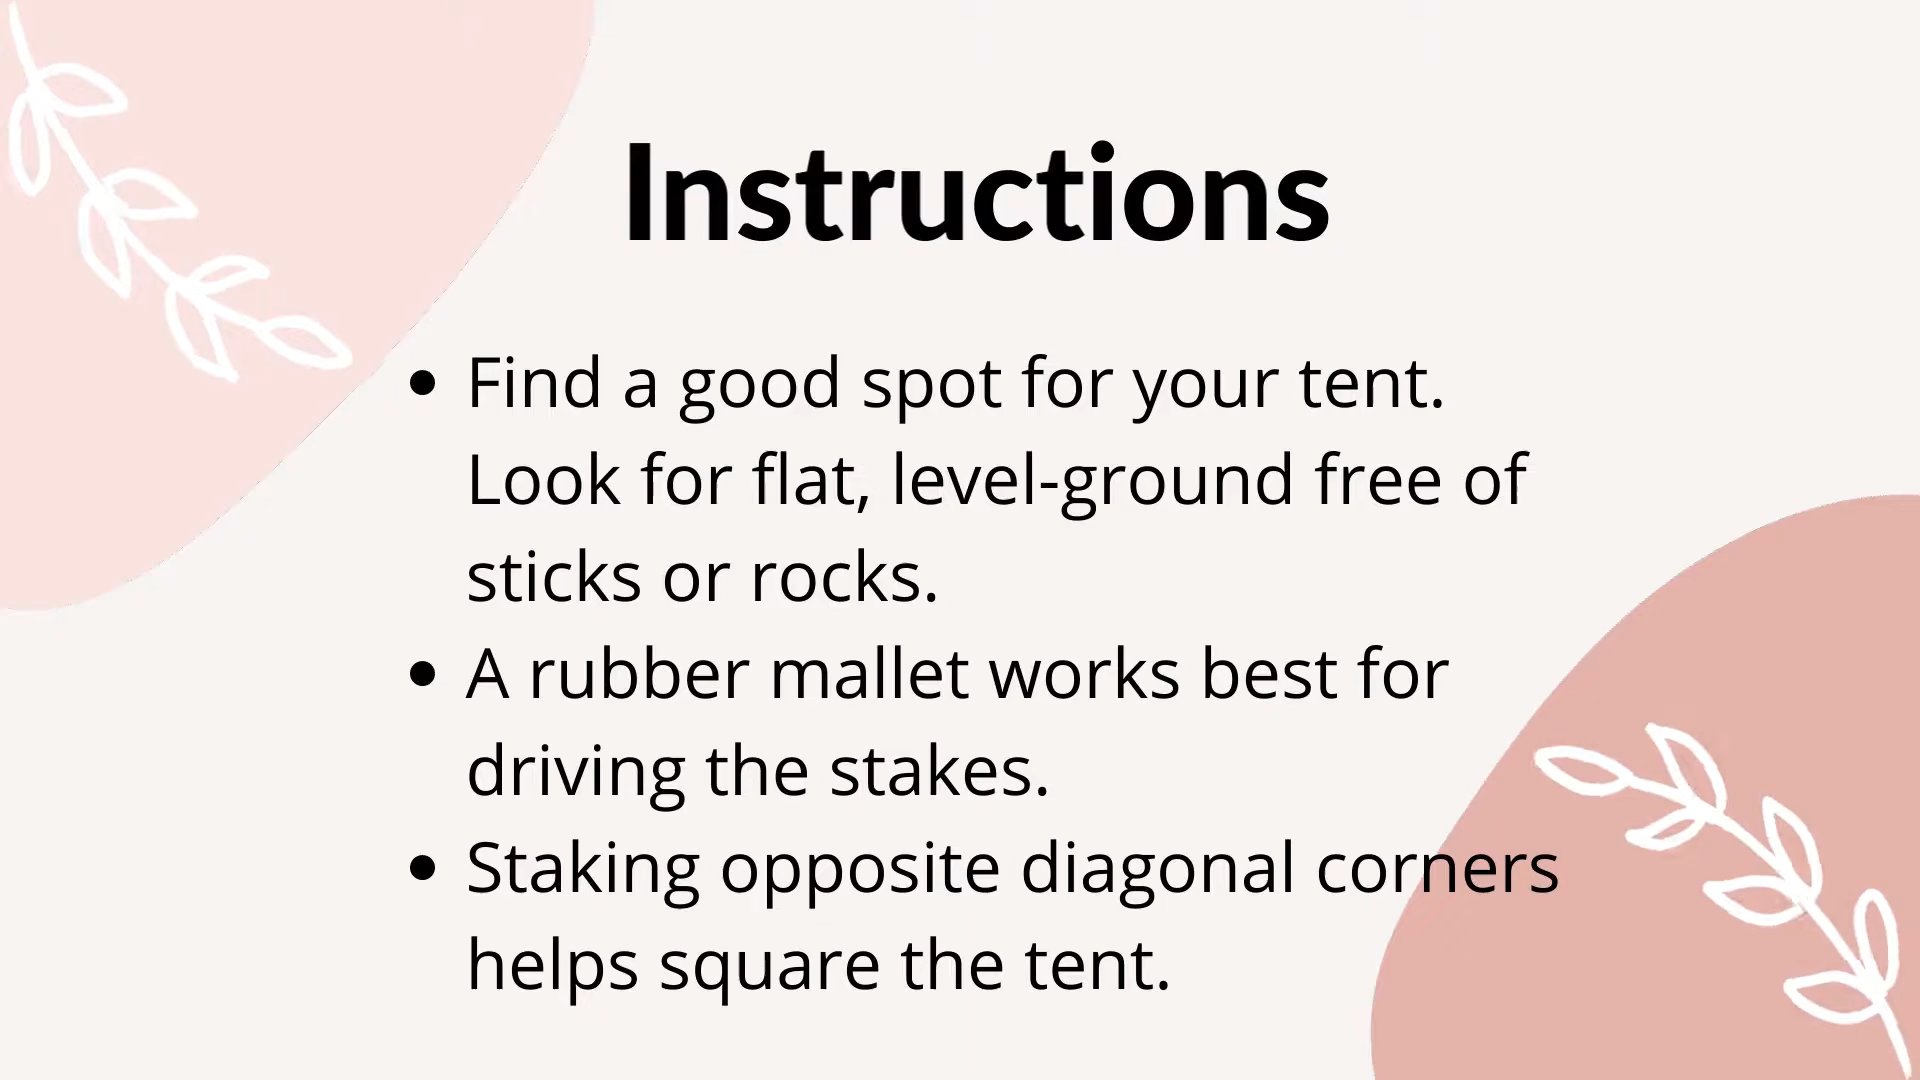 Instructions
• Find a good spot for your tent.
Look for flat, level-ground free of
sticks or rocks.
• A rubber mallet works best for
driving the stakes.
• Staking opposite diagonal corners
helps square the tent.